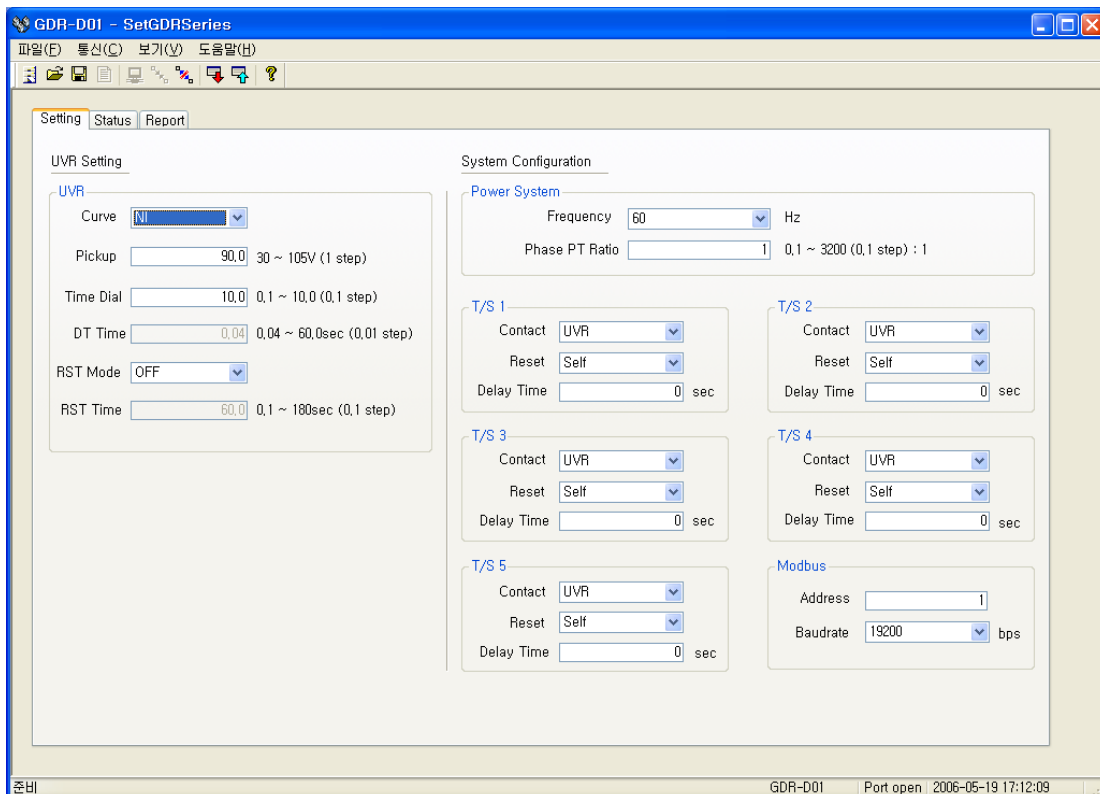 GDR-D01 - SetGDRSeries
파일(F) 통신(C) 보기(V) 도움말(H)
Setting Status Report
UVR Setting
UVR
Curve NI
Pickup 90,0 30 ~ 105V (1 step)
Time Dial 10,0 0,1 ~ 10,0 (0,1 step)
DT Time 0,04 0,04 ~ 60,0sec (0,01 step)
RST Mode OFF
RST Time 60,0 0,1 ~ 180sec (0,1 step)
System Configuration
Power System
Frequency 60 Hz
Phase PT Ratio 1 0,1 ~ 3200 (0,1 step) : 1
T/S 1
Contact UVR
Reset Self
Delay Time 0 sec
T/S 2
Contact UVR
Reset Self
Delay Time 0 sec
T/S 3
Contact UVR
Reset Self
Delay Time 0 sec
T/S 4
Contact UVR
Reset Self
Delay Time 0 sec
T/S 5
Contact UVR
Reset Self
Delay Time 0 sec
Modbus
Address 1
Baudrate 19200 bps
준비 GDR-D01 Port open 2006-05-19 17:12:09